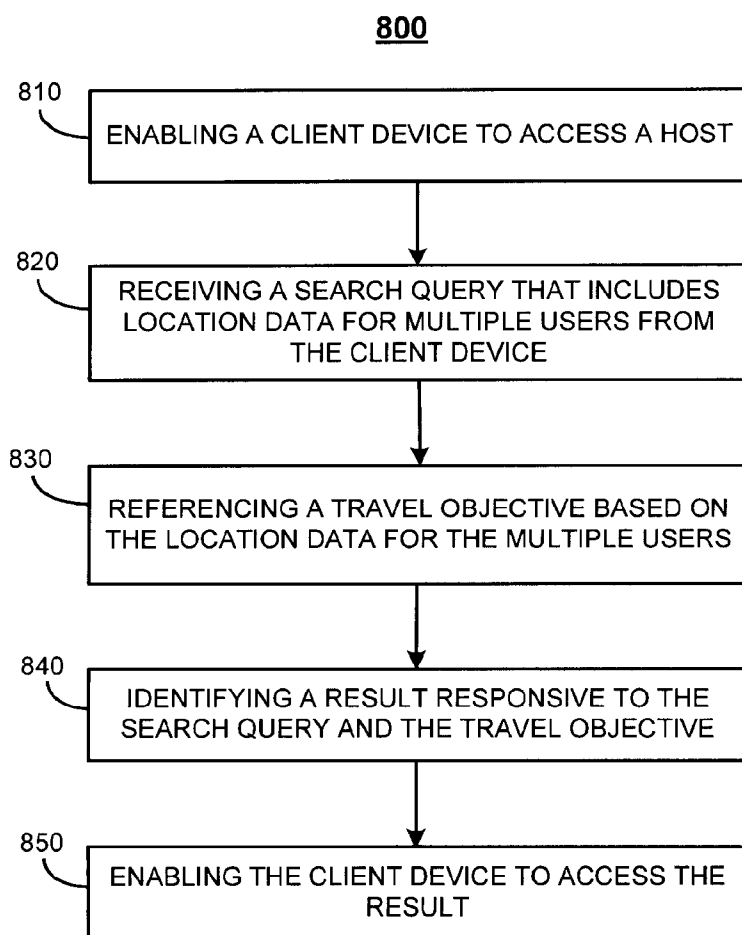 800
810
ENABLING A CLIENT DEVICE TO ACCESS A HOST
820
RECEIVING A SEARCH QUERY THAT INCLUDES
LOCATION DATA FOR MULTIPLE USERS FROM
THE CLIENT DEVICE
830
REFERENCING A TRAVEL OBJECTIVE BASED ON
THE LOCATION DATA FOR THE MULTIPLE USERS
840
IDENTIFYING A RESULT RESPONSIVE TO THE
SEARCH QUERY AND THE TRAVEL OBJECTIVE
850
ENABLING THE CLIENT DEVICE TO ACCESS THE
RESULT